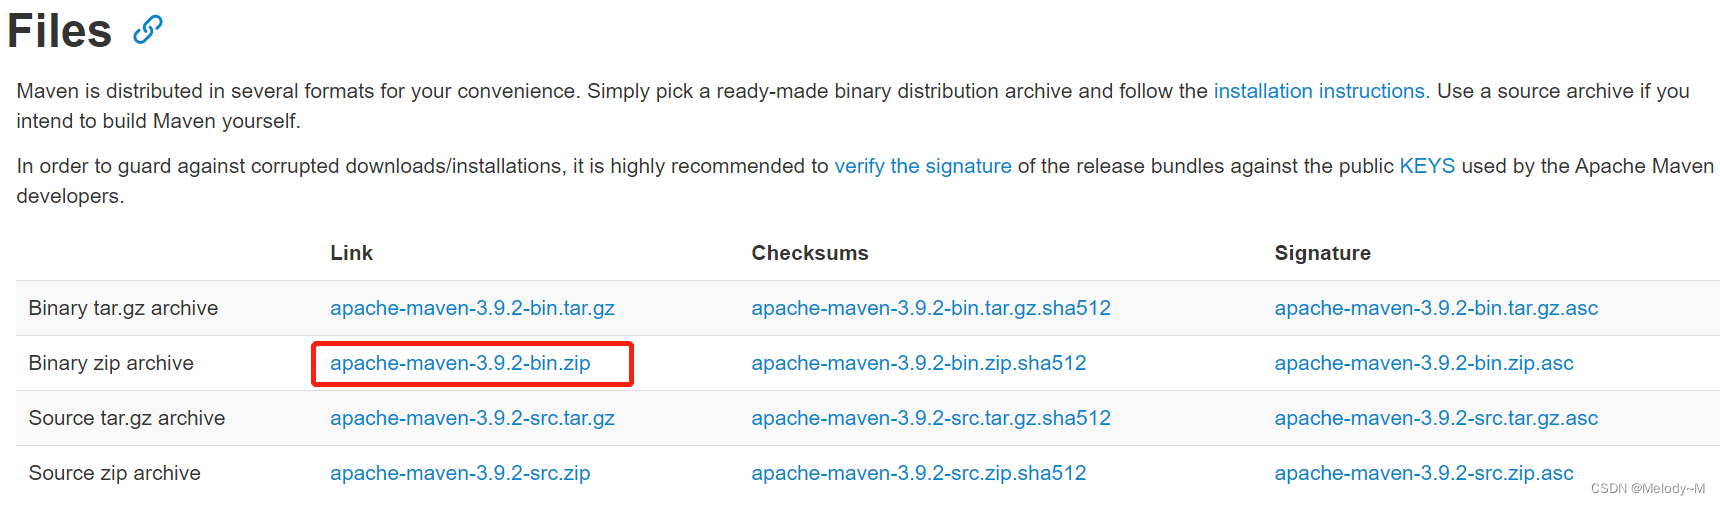 Files
Maven is distributed in several formats for your convenience. Simply pick a ready-made binary distribution archive and follow the installation instructions. Use a source archive if you
intend to build Maven yourself.
In order to guard against corrupted downloads/installations, it is highly recommended to verify the signature of the release bundles against the public KEYS used by the Apache Maven
developers.
Link Checksums Signature
Binary tar.gz archive apache-maven-3.9.2-bin.tar.gz apache-maven-3.9.2-bin.tar.gz.sha512 apache-maven-3.9.2-bin.tar.gz.asc
Binary zip archive apache-maven-3.9.2-bin.zip apache-maven-3.9.2-bin.zip.sha512 apache-maven-3.9.2-bin.zip.asc
Source tar.gz archive apache-maven-3.9.2-src.tar.gz apache-maven-3.9.2-src.tar.gz.sha512 apache-maven-3.9.2-src.tar.gz.asc
Source zip archive apache-maven-3.9.2-src.zip apache-maven-3.9.2-src.zip.sha512 apache-maven-3.9.2-src.zip.asc
CSDN @Melody~M